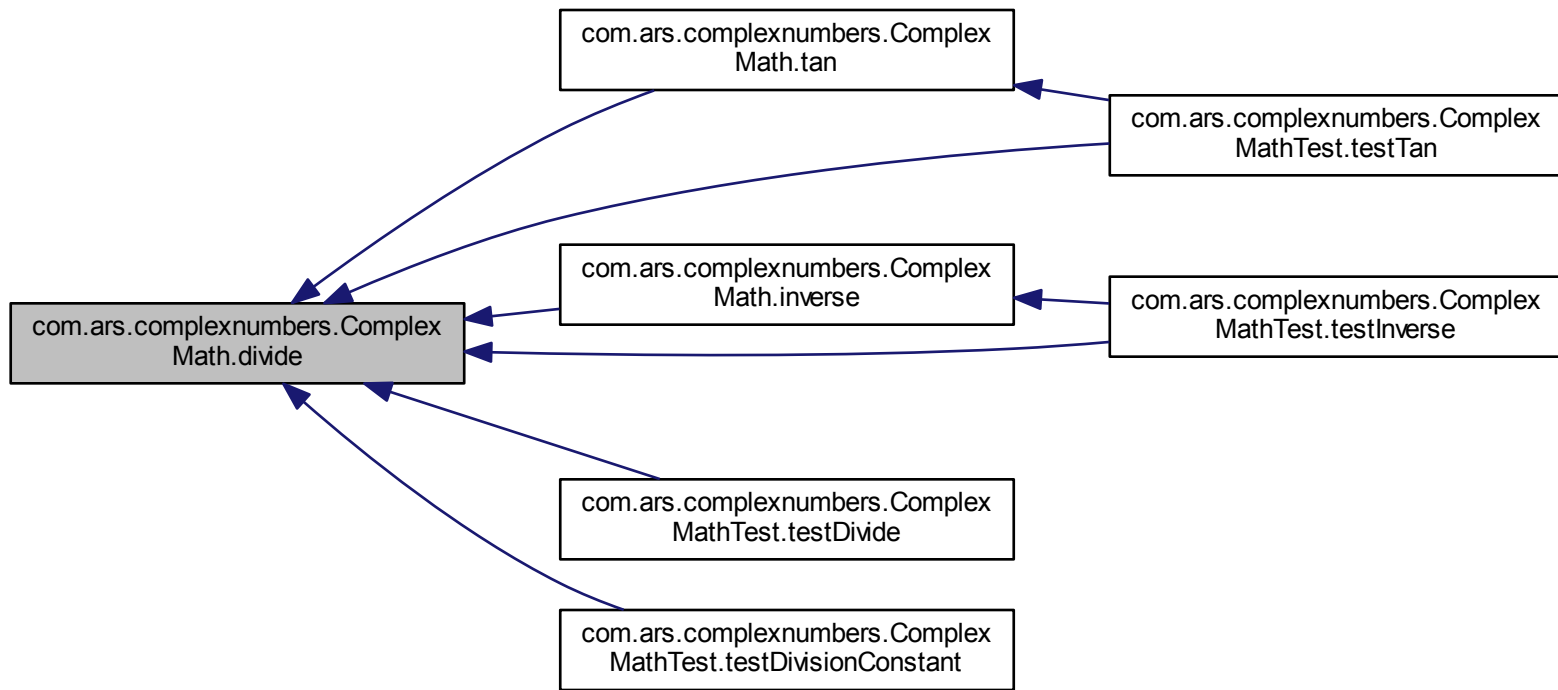 com.ars.complexnumbers.Complex
Math.tan
com.ars.complexnumbers.Complex
MathTest.testTan
com.ars.complexnumbers.Complex
Math.inverse
com.ars.complexnumbers.Complex
MathTest.testInverse
com.ars.complexnumbers.Complex
Math.divide
com.ars.complexnumbers.Complex
MathTest.testDivide
com.ars.complexnumbers.Complex
MathTest.testDivisionConstant